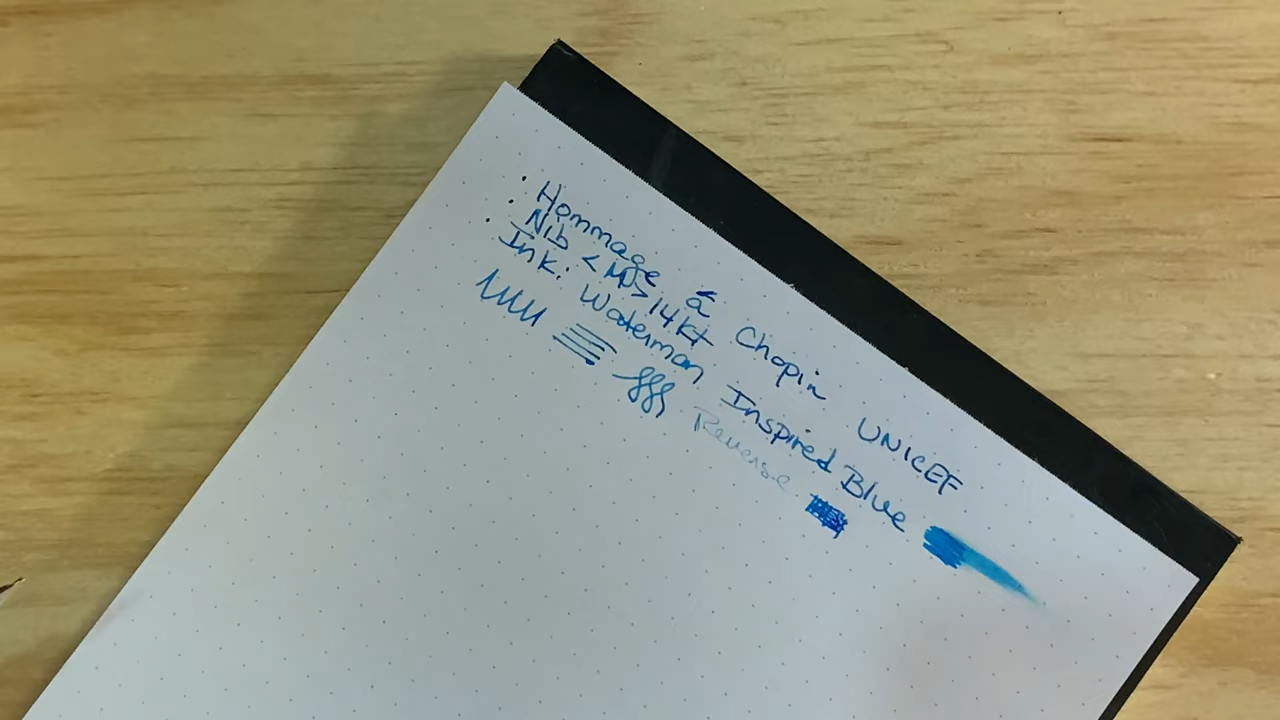 • Hommage à Chopin UNICEF
• Nib <M> 14kt
• Ink: Waterman Inspired Blue
Reverse